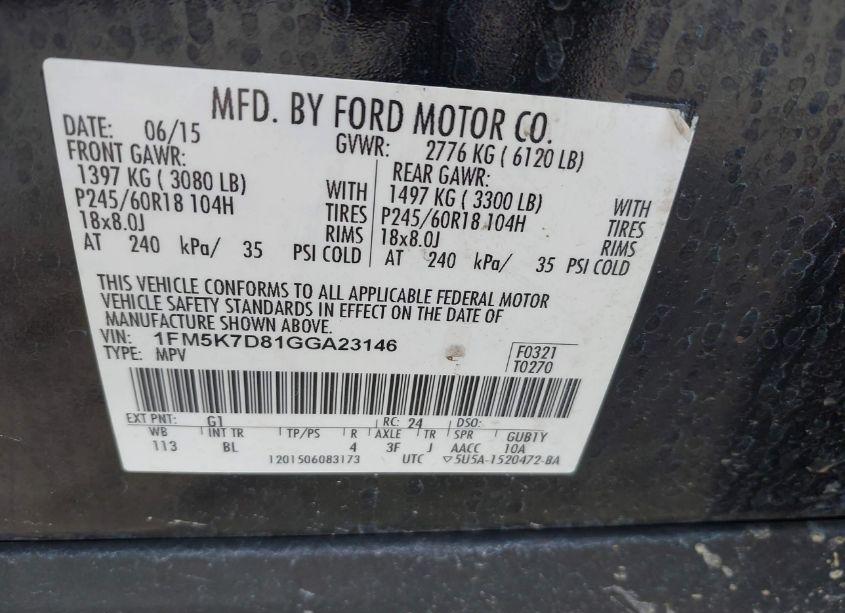 MFD. BY FORD MOTOR CO.
DATE: 06/15 GVWR: 2776 KG ( 6120 LB)
FRONT GAWR: REAR GAWR:
1397 KG ( 3080 LB) WITH 1497 KG ( 3300 LB) WITH
P245/60R18 104H TIRES P245/60R18 104H TIRES
18x8.0J RIMS 18x8.0J RIMS
AT 240 kPa/ 35 PSI COLD AT 240 kPa/ 35 PSI COLD
THIS VEHICLE CONFORMS TO ALL APPLICABLE FEDERAL MOTOR
VEHICLE SAFETY STANDARDS IN EFFECT ON THE DATE OF
MANUFACTURE SHOWN ABOVE.
VIN: 1FM5K7D81GGA23146
TYPE: MPV
F0321
T0270
EXT PNT: G1 RC: 24 DSO:
WB INT TR TP/PS R AXLE TR SPR GUB1Y
113 BL 4 3F J AACC 10A
1201506083173 UTC ▽5U5A-1520472-BA